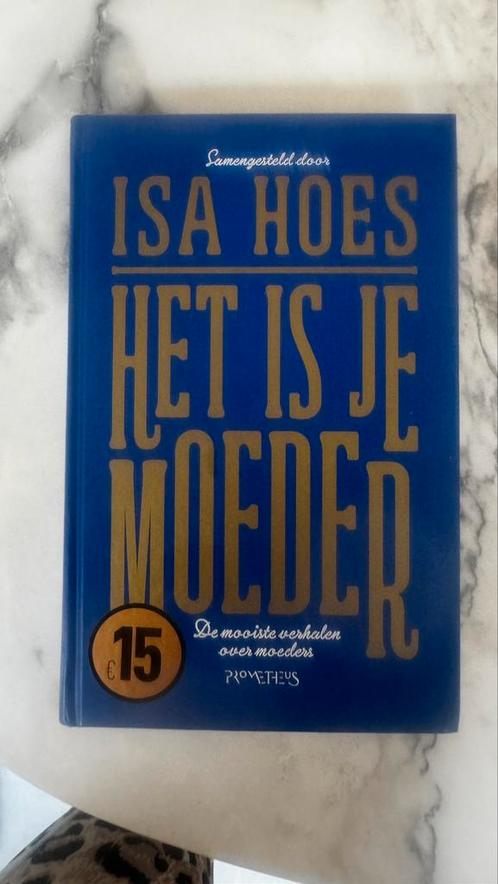 Samengesteld door
ISA HOES
HET IS JE
MOEDER
De mooiste verhalen
over moeders
PROMETHEUS
€15